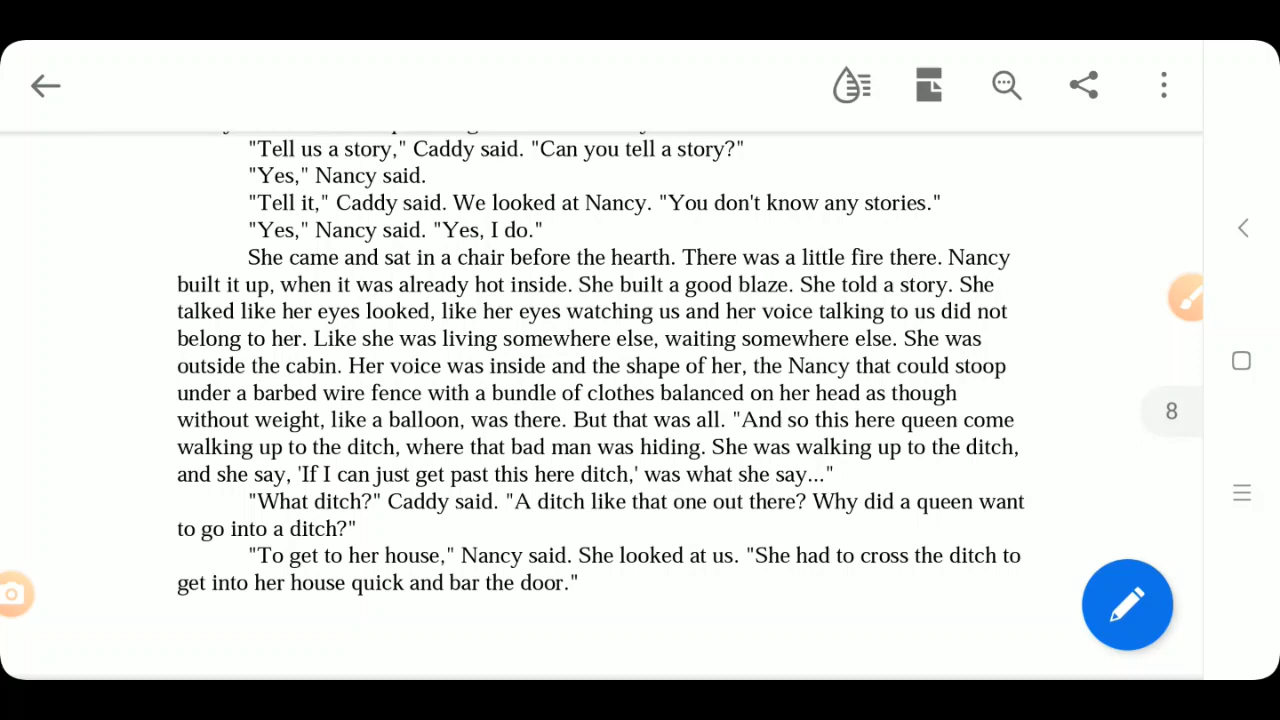 "Tell us a story," Caddy said. "Can you tell a story?"
"Yes," Nancy said.
"Tell it," Caddy said. We looked at Nancy. "You don't know any stories."
"Yes," Nancy said. "Yes, I do."
She came and sat in a chair before the hearth. There was a little fire there. Nancy
built it up, when it was already hot inside. She built a good blaze. She told a story. She
talked like her eyes looked, like her eyes watching us and her voice talking to us did not
belong to her. Like she was living somewhere else, waiting somewhere else. She was
outside the cabin. Her voice was inside and the shape of her, the Nancy that could stoop
under a barbed wire fence with a bundle of clothes balanced on her head as though
without weight, like a balloon, was there. But that was all. "And so this here queen come
walking up to the ditch, where that bad man was hiding. She was walking up to the ditch,
and she say, 'If I can just get past this here ditch,' was what she say..."
"What ditch?" Caddy said. "A ditch like that one out there? Why did a queen want
to go into a ditch?"
"To get to her house," Nancy said. She looked at us. "She had to cross the ditch to
get into her house quick and bar the door."
8